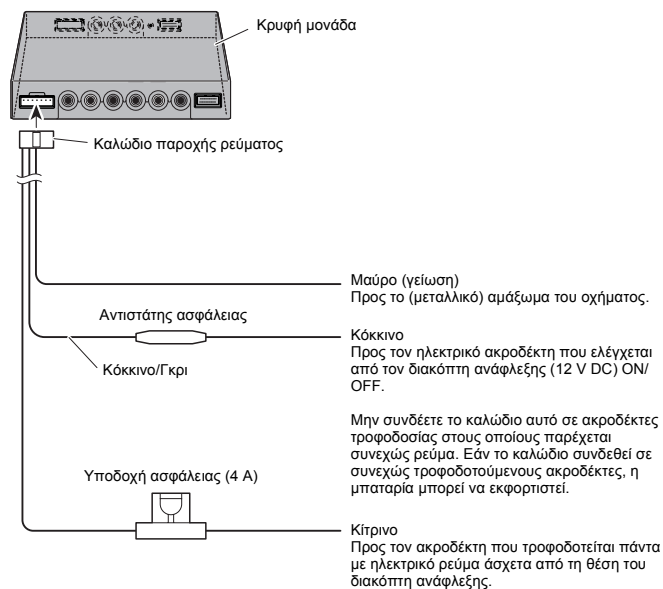 Κρυφή μονάδα
Καλώδιο παροχής ρεύματος
Μαύρο (γείωση)
Προς το (μεταλλικό) αμάξωμα του οχήματος.
Αντιστάτης ασφάλειας
Κόκκινο
Προς τον ηλεκτρικό ακροδέκτη που ελέγχεται
από τον διακόπτη ανάφλεξης (12 V DC) ON/
OFF.
Κόκκινο/Γκρι
Μην συνδέετε το καλώδιο αυτό σε ακροδέκτες
τροφοδοσίας στους οποίους παρέχεται
συνεχώς ρεύμα. Εάν το καλώδιο συνδεθεί σε
συνεχώς τροφοδοτούμενους ακροδέκτες, η
μπαταρία μπορεί να εκφορτιστεί.
Υποδοχή ασφάλειας (4 A)
Κίτρινο
Προς τον ακροδέκτη που τροφοδοτείται πάντα
με ηλεκτρικό ρεύμα άσχετα από τη θέση του
διακόπτη ανάφλεξης.